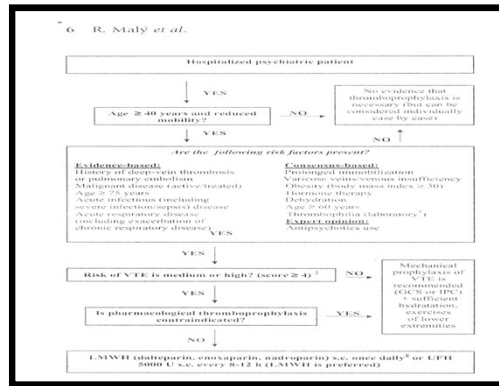 6 R. Malý et al.
Hospitalized psychiatric patient
YES
Age ≥ 40 years and reduced
mobility?
NO
No evidence that
thromboprophylaxis is
necessary (but can be
considered individually
case by case)
YES
NO
Are the following risk factors present?
Evidence-based:
History of deep-vein thrombosis
or pulmonary embolism
Malignant disease (active/treated)
Age ≥ 75 years
Acute infectious (including
severe infection/sepsis) disease
Acute respiratory disease
(including exacerbation of
chronic respiratory disease)
Consensus-based:
Prolonged immobilization
Varicose veins/venous insufficiency
Obesity (body mass index ≥ 30)
Hormone therapy
Dehydration
Age ≥ 60 years
Thrombophilia (laboratory)
Expert opinion:
Antipsychotics use
YES
YES
Risk of VTE is medium or high? (score ≥ 4)
NO
Mechanical
prophylaxis of
VTE is
recommended
(GCS or IPC)
+ sufficient
hydratation,
exercises
of lower
extremities
YES
Is pharmacological thromboprophylaxis
contraindicated?
YES
NO
LMWH (dalteparin, enoxaparin, nadroparin) s.c. once daily or UFH
5000 U s.c. every 8–12 h (LMWH is preferred)